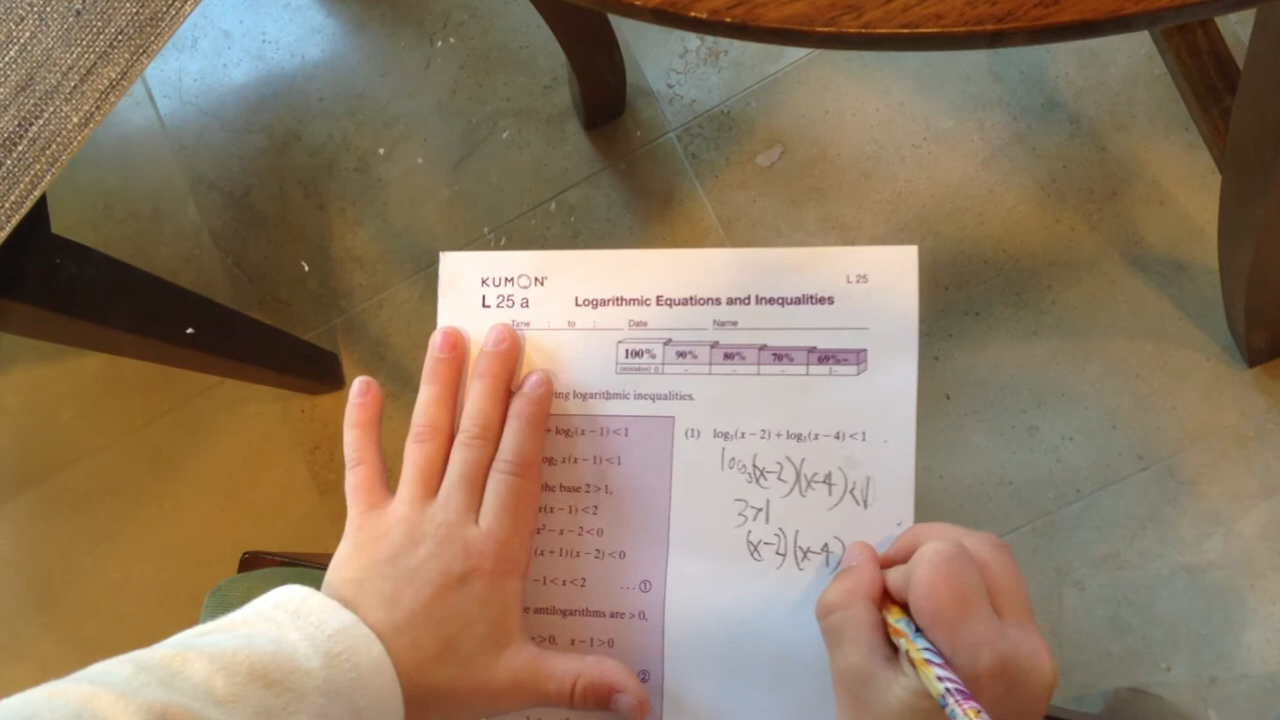 KUMON
L 25
L 25 a
Logarithmic Equations and Inequalities
Time : to : Date Name
100% 90% 80% 70% 69%~
(mistakes) 0 – – – 1~
ing logarithmic inequalities.
+ log₂(x − 1) < 1
og₂ x(x − 1) < 1
the base 2 > 1,
x(x − 1) < 2
x² − x − 2 < 0
(x + 1)(x − 2) < 0
−1 < x < 2 …①
e antilogarithms are > 0,
x > 0, x − 1 > 0
②
(1) log₃(x − 2) + log₃(x − 4) < 1
log₃(x−2)(x−4)<1
3>1
(x−2)(x−4)